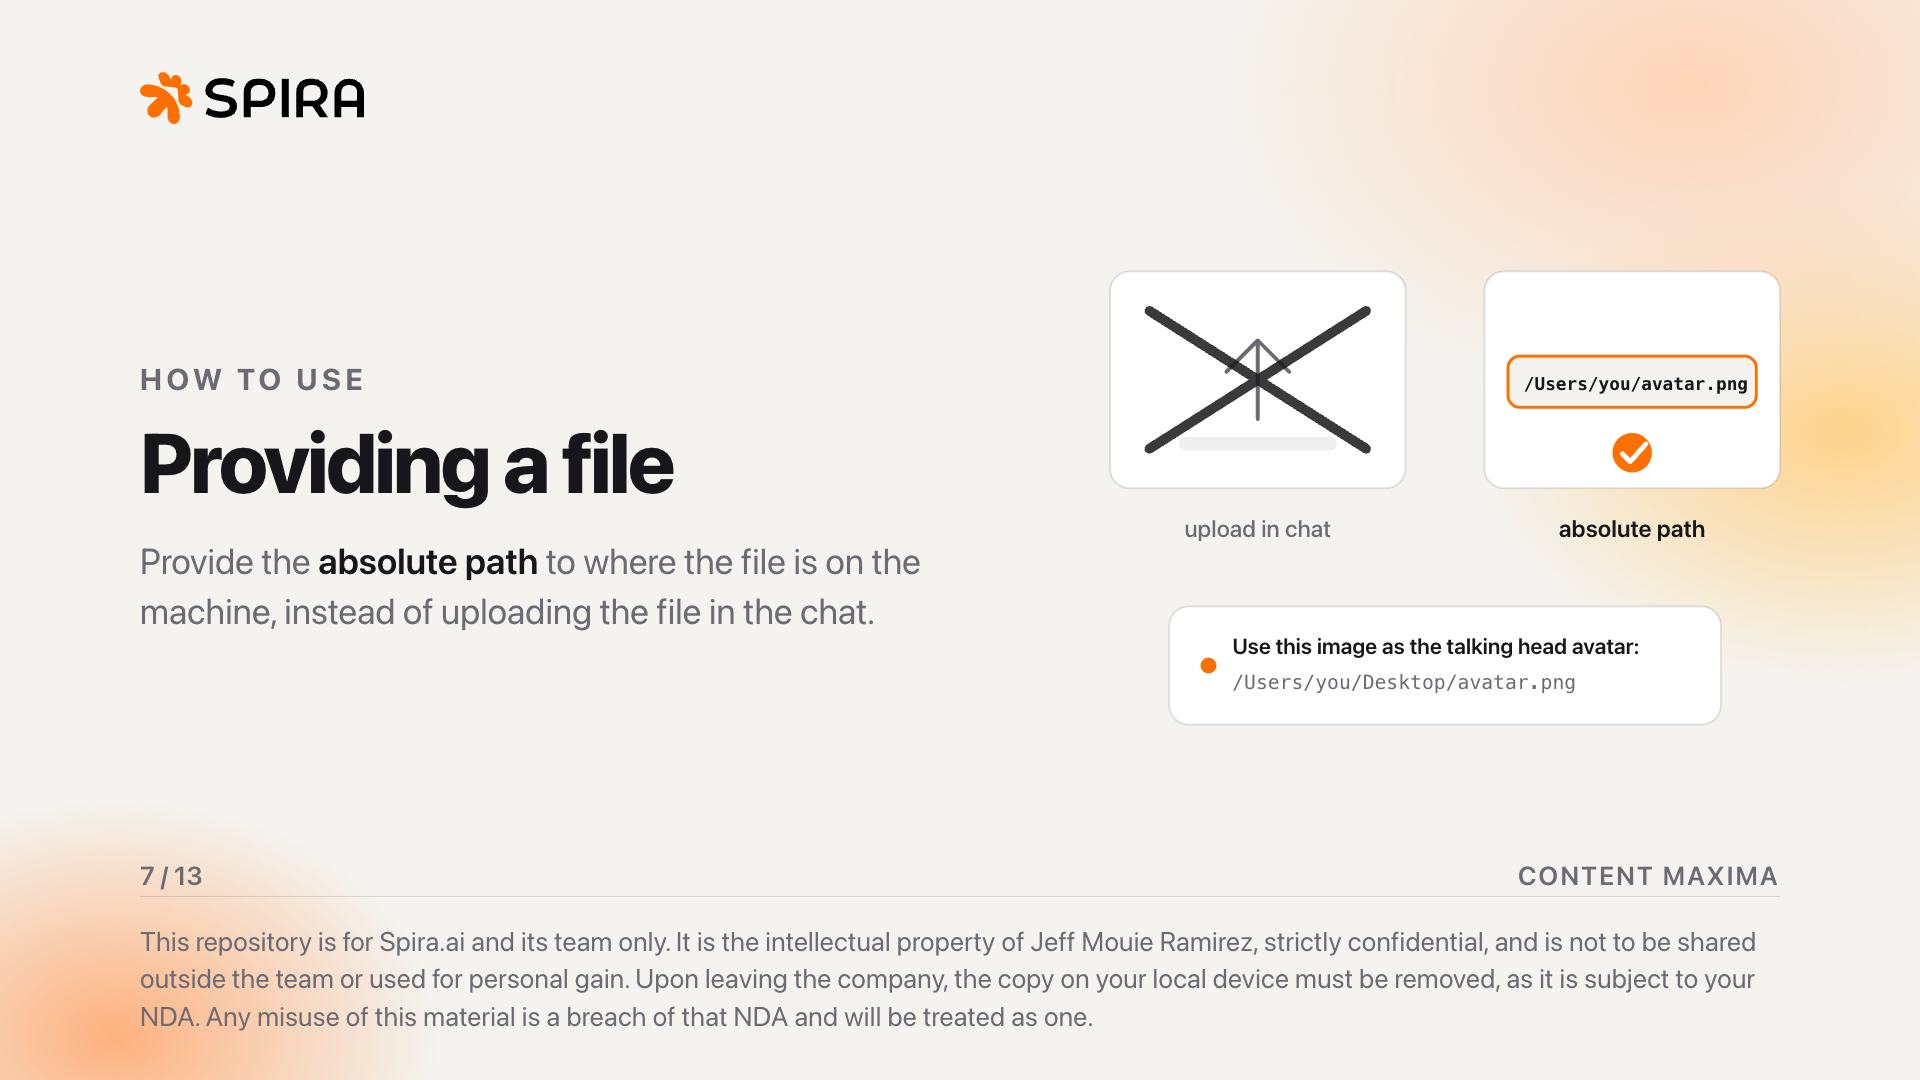 SPIRA
HOW TO USE
Providing a file
Provide the absolute path to where the file is on the
machine, instead of uploading the file in the chat.
/Users/you/avatar.png
upload in chat
absolute path
Use this image as the talking head avatar:
/Users/you/Desktop/avatar.png
7 / 13
CONTENT MAXIMA
This repository is for Spira.ai and its team only. It is the intellectual property of Jeff Mouie Ramirez, strictly confidential, and is not to be shared
outside the team or used for personal gain. Upon leaving the company, the copy on your local device must be removed, as it is subject to your
NDA. Any misuse of this material is a breach of that NDA and will be treated as one.